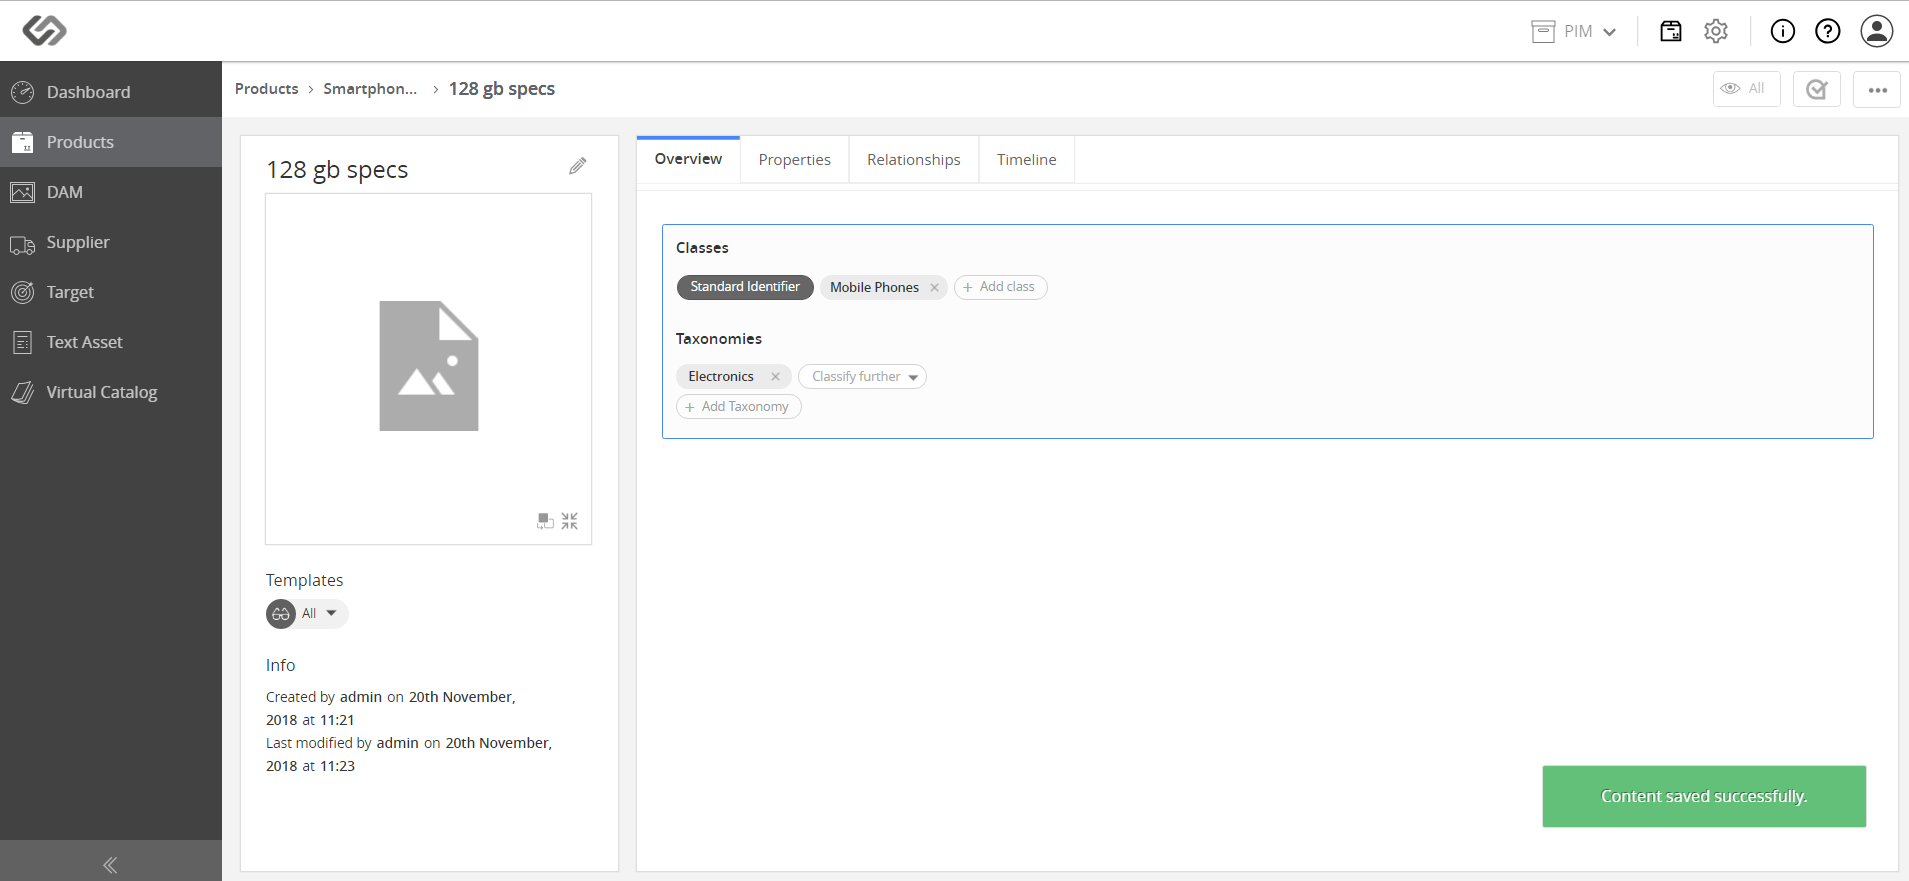 PIM
Dashboard
Products
DAM
Supplier
Target
Text Asset
Virtual Catalog
Products > Smartphon... > 128 gb specs
All
128 gb specs
Templates
All
Info
Created by admin on 20th November,
2018 at 11:21
Last modified by admin on 20th November,
2018 at 11:23
Overview Properties Relationships Timeline
Classes
Standard Identifier Mobile Phones × + Add class
Taxonomies
Electronics × Classify further
+ Add Taxonomy
Content saved successfully.